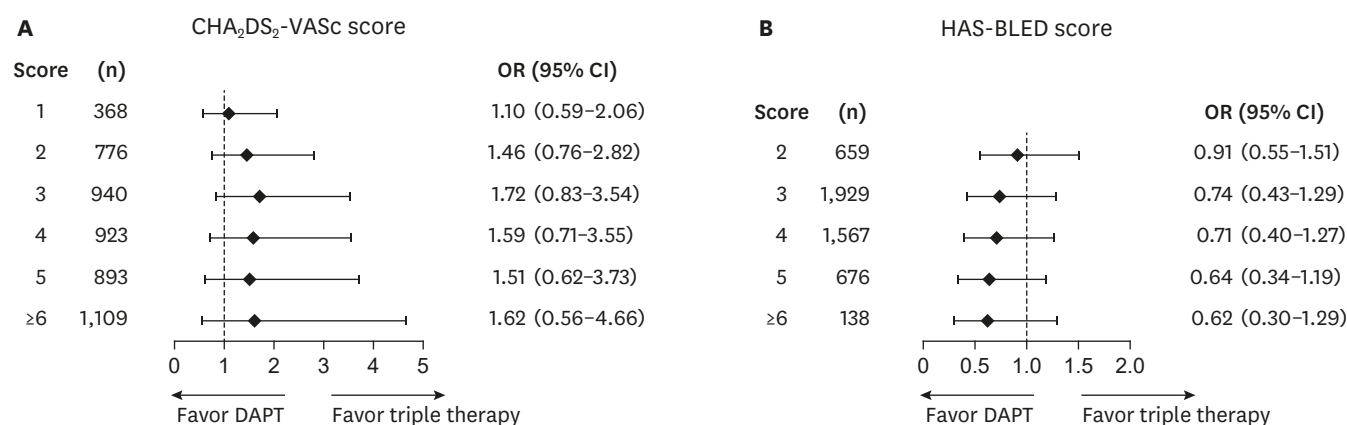 A CHA₂DS₂-VASc score
Score (n) OR (95% CI)
1 368 1.10 (0.59–2.06)
2 776 1.46 (0.76–2.82)
3 940 1.72 (0.83–3.54)
4 923 1.59 (0.71–3.55)
5 893 1.51 (0.62–3.73)
≥6 1,109 1.62 (0.56–4.66)
0 1 2 3 4 5
Favor DAPT Favor triple therapy
B HAS-BLED score
Score (n) OR (95% CI)
2 659 0.91 (0.55–1.51)
3 1,929 0.74 (0.43–1.29)
4 1,567 0.71 (0.40–1.27)
5 676 0.64 (0.34–1.19)
≥6 138 0.62 (0.30–1.29)
0 0.5 1.0 1.5 2.0
Favor DAPT Favor triple therapy